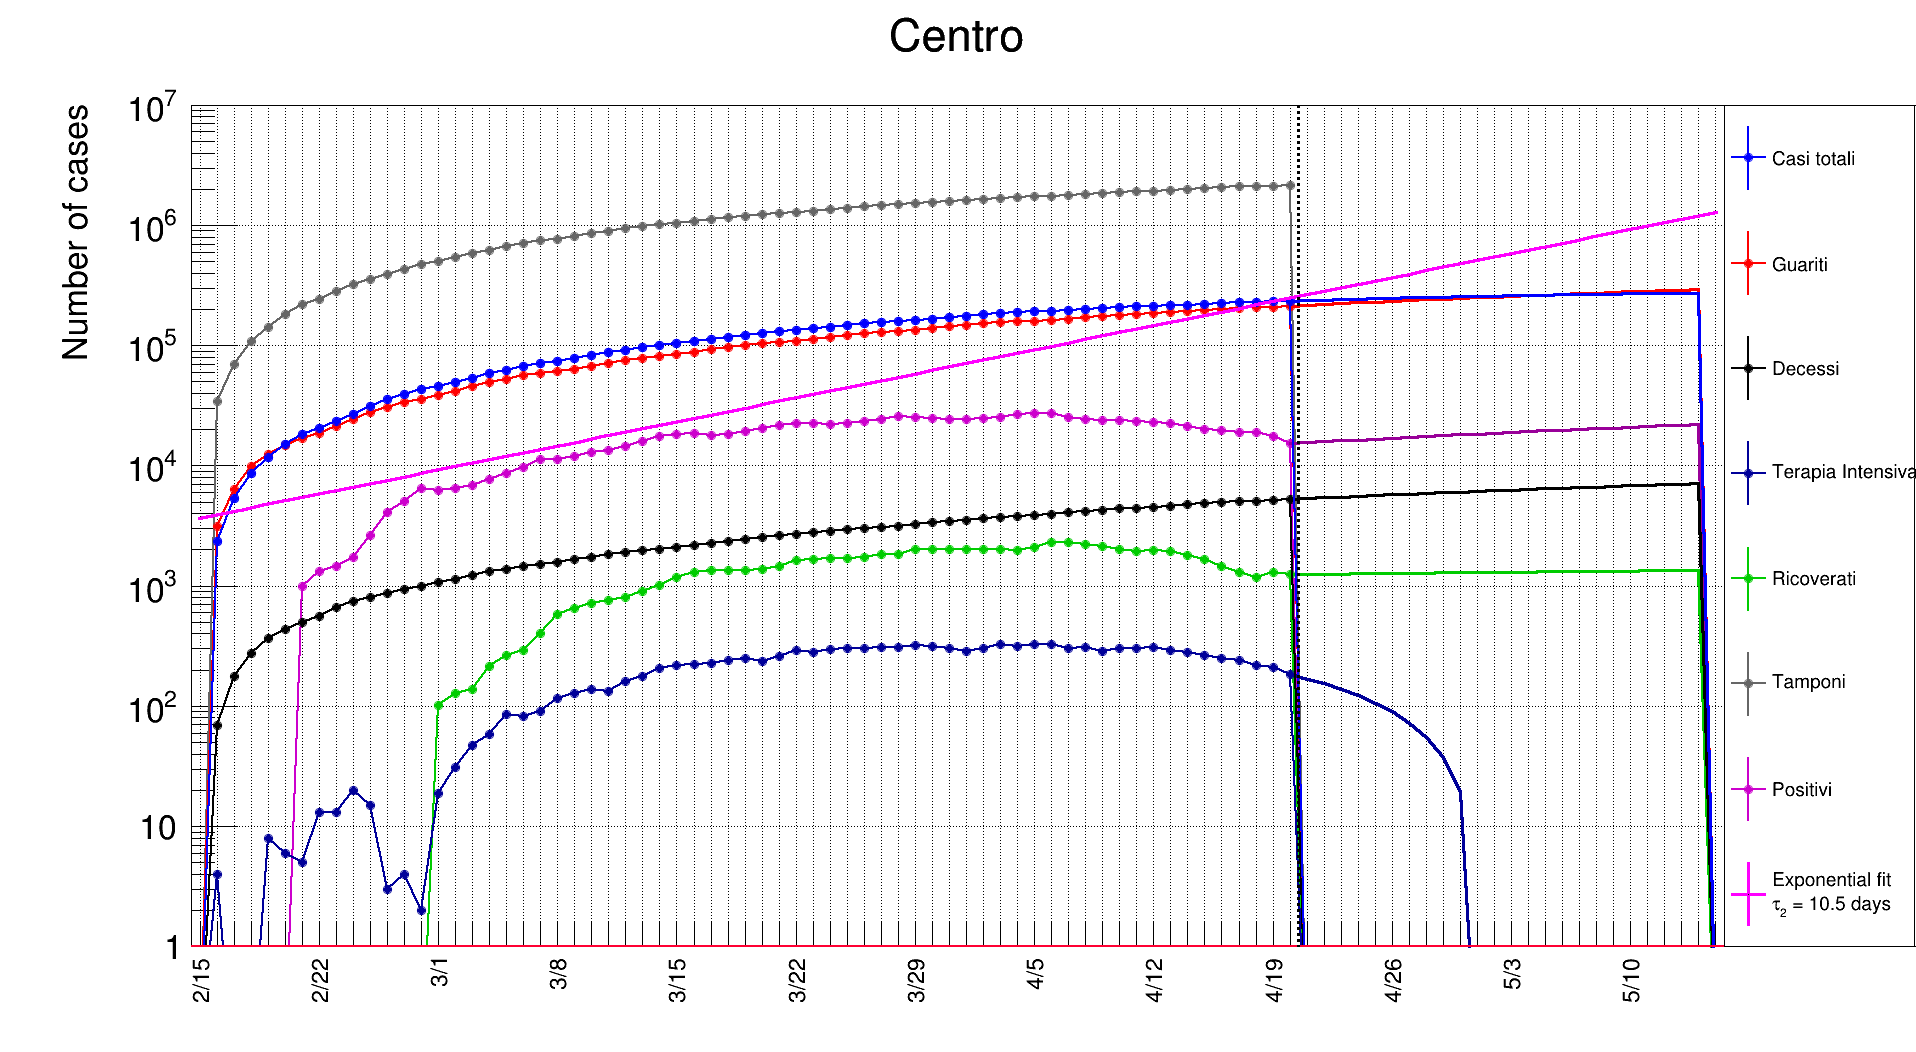 Centro
Number of cases
10^7
10^6
10^5
10^4
10^3
10^2
10
1
2/15
2/22
3/1
3/8
3/15
3/22
3/29
4/5
4/12
4/19
4/26
5/3
5/10
Casi totali
Guariti
Decessi
Terapia Intensiva
Ricoverati
Tamponi
Positivi
Exponential fit
τ_2 = 10.5 days